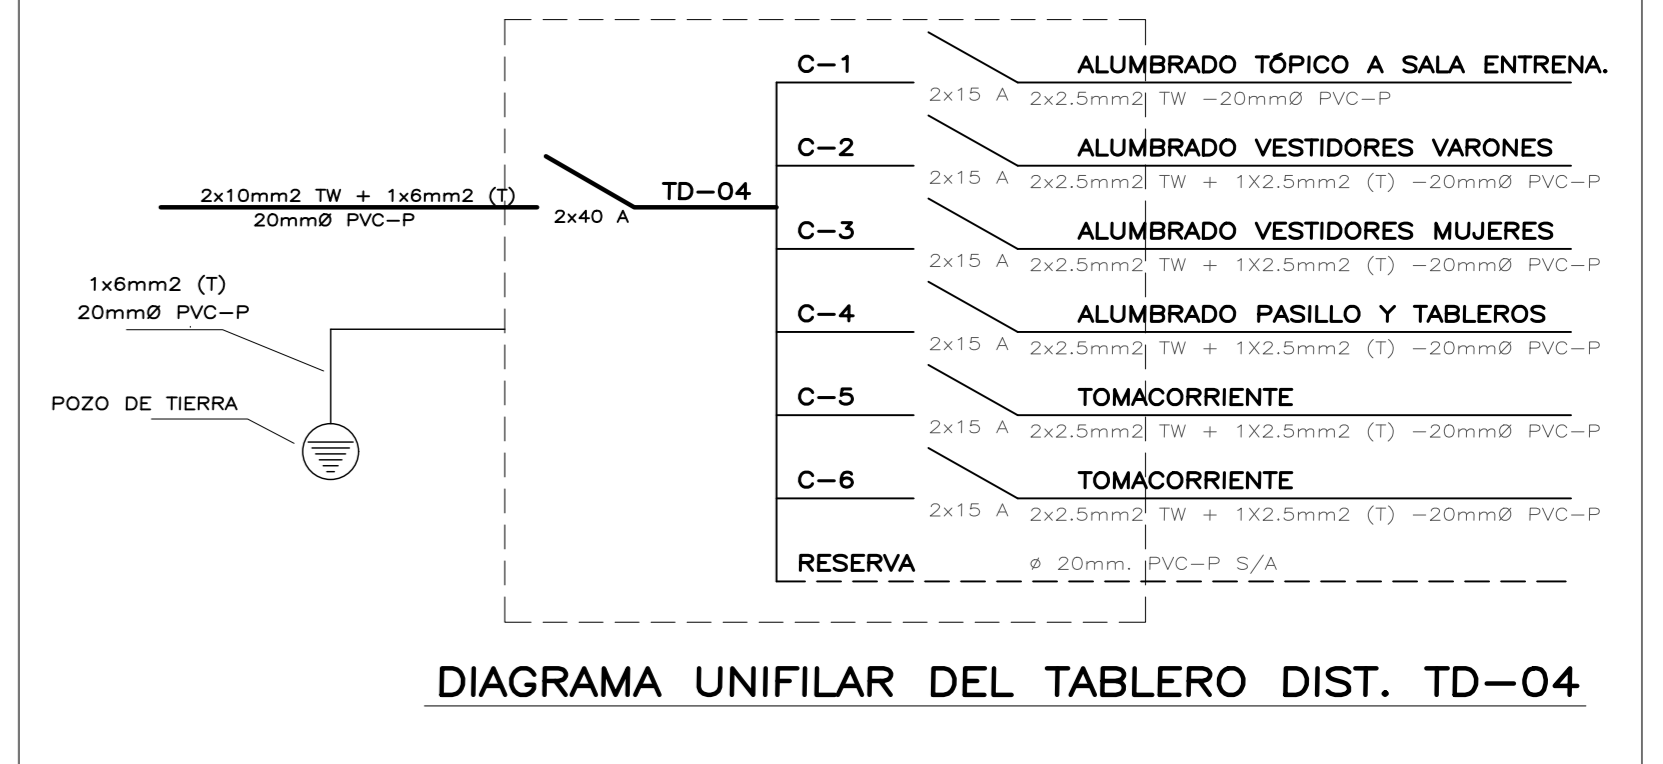 C-1 ALUMBRADO TÓPICO A SALA ENTRENA.
2x15 A 2x2.5mm2 TW -20mmØ PVC-P
C-2 ALUMBRADO VESTIDORES VARONES
2x15 A 2x2.5mm2 TW + 1X2.5mm2 (T) -20mmØ PVC-P
2x10mm2 TW + 1x6mm2 (T)
20mmØ PVC-P
2x40 A
TD-04
C-3 ALUMBRADO VESTIDORES MUJERES
2x15 A 2x2.5mm2 TW + 1X2.5mm2 (T) -20mmØ PVC-P
1x6mm2 (T)
20mmØ PVC-P
C-4 ALUMBRADO PASILLO Y TABLEROS
2x15 A 2x2.5mm2 TW + 1X2.5mm2 (T) -20mmØ PVC-P
POZO DE TIERRA
C-5 TOMACORRIENTE
2x15 A 2x2.5mm2 TW + 1X2.5mm2 (T) -20mmØ PVC-P
C-6 TOMACORRIENTE
2x15 A 2x2.5mm2 TW + 1X2.5mm2 (T) -20mmØ PVC-P
RESERVA ø 20mm. PVC-P S/A
DIAGRAMA UNIFILAR DEL TABLERO DIST. TD-04